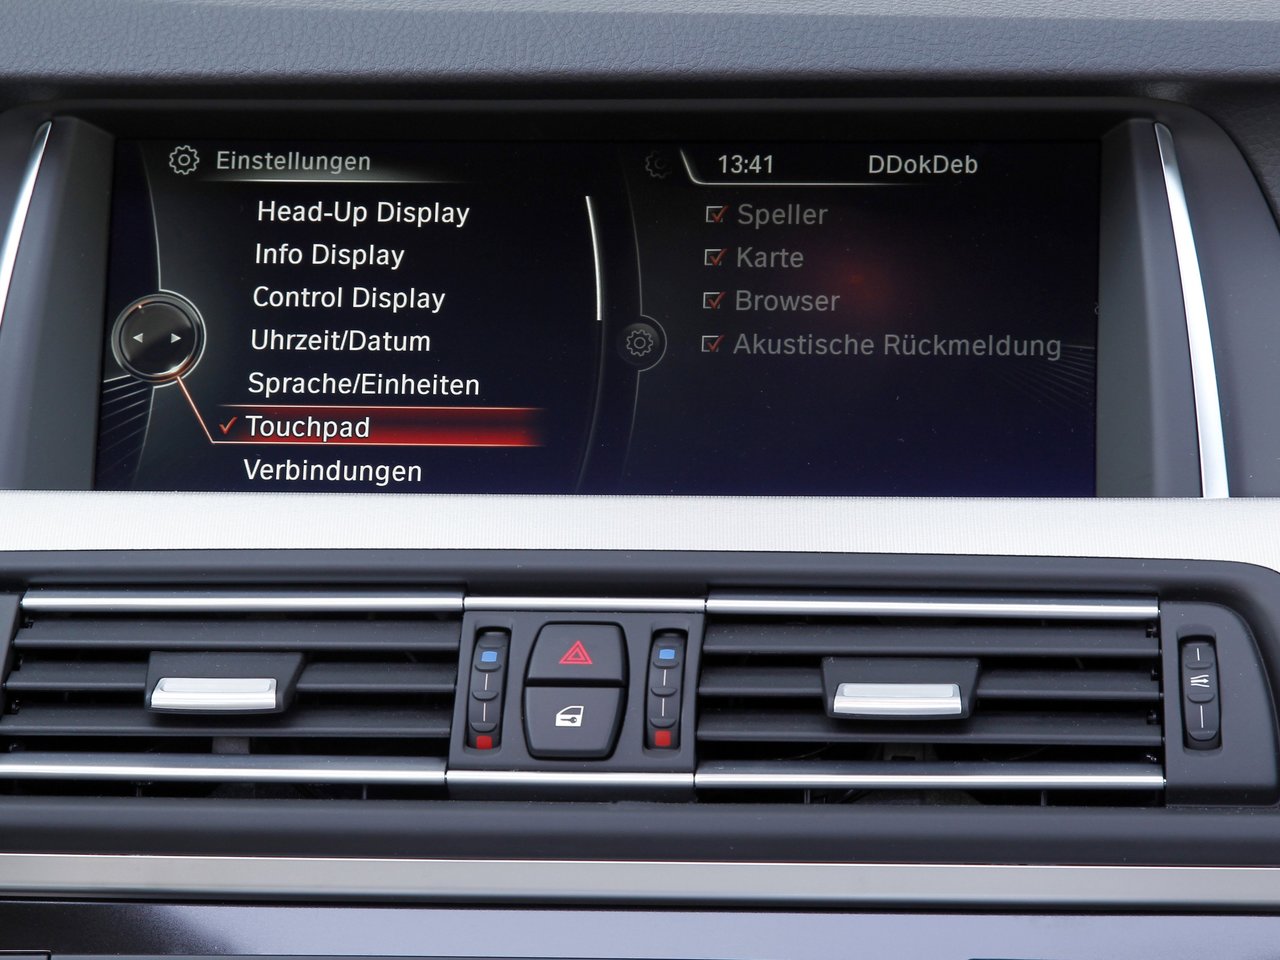 Einstellungen
13:41 DDokDeb
Head-Up Display
Info Display
Control Display
Uhrzeit/Datum
Sprache/Einheiten
Touchpad
Verbindungen
Speller
Karte
Browser
Akustische Rückmeldung